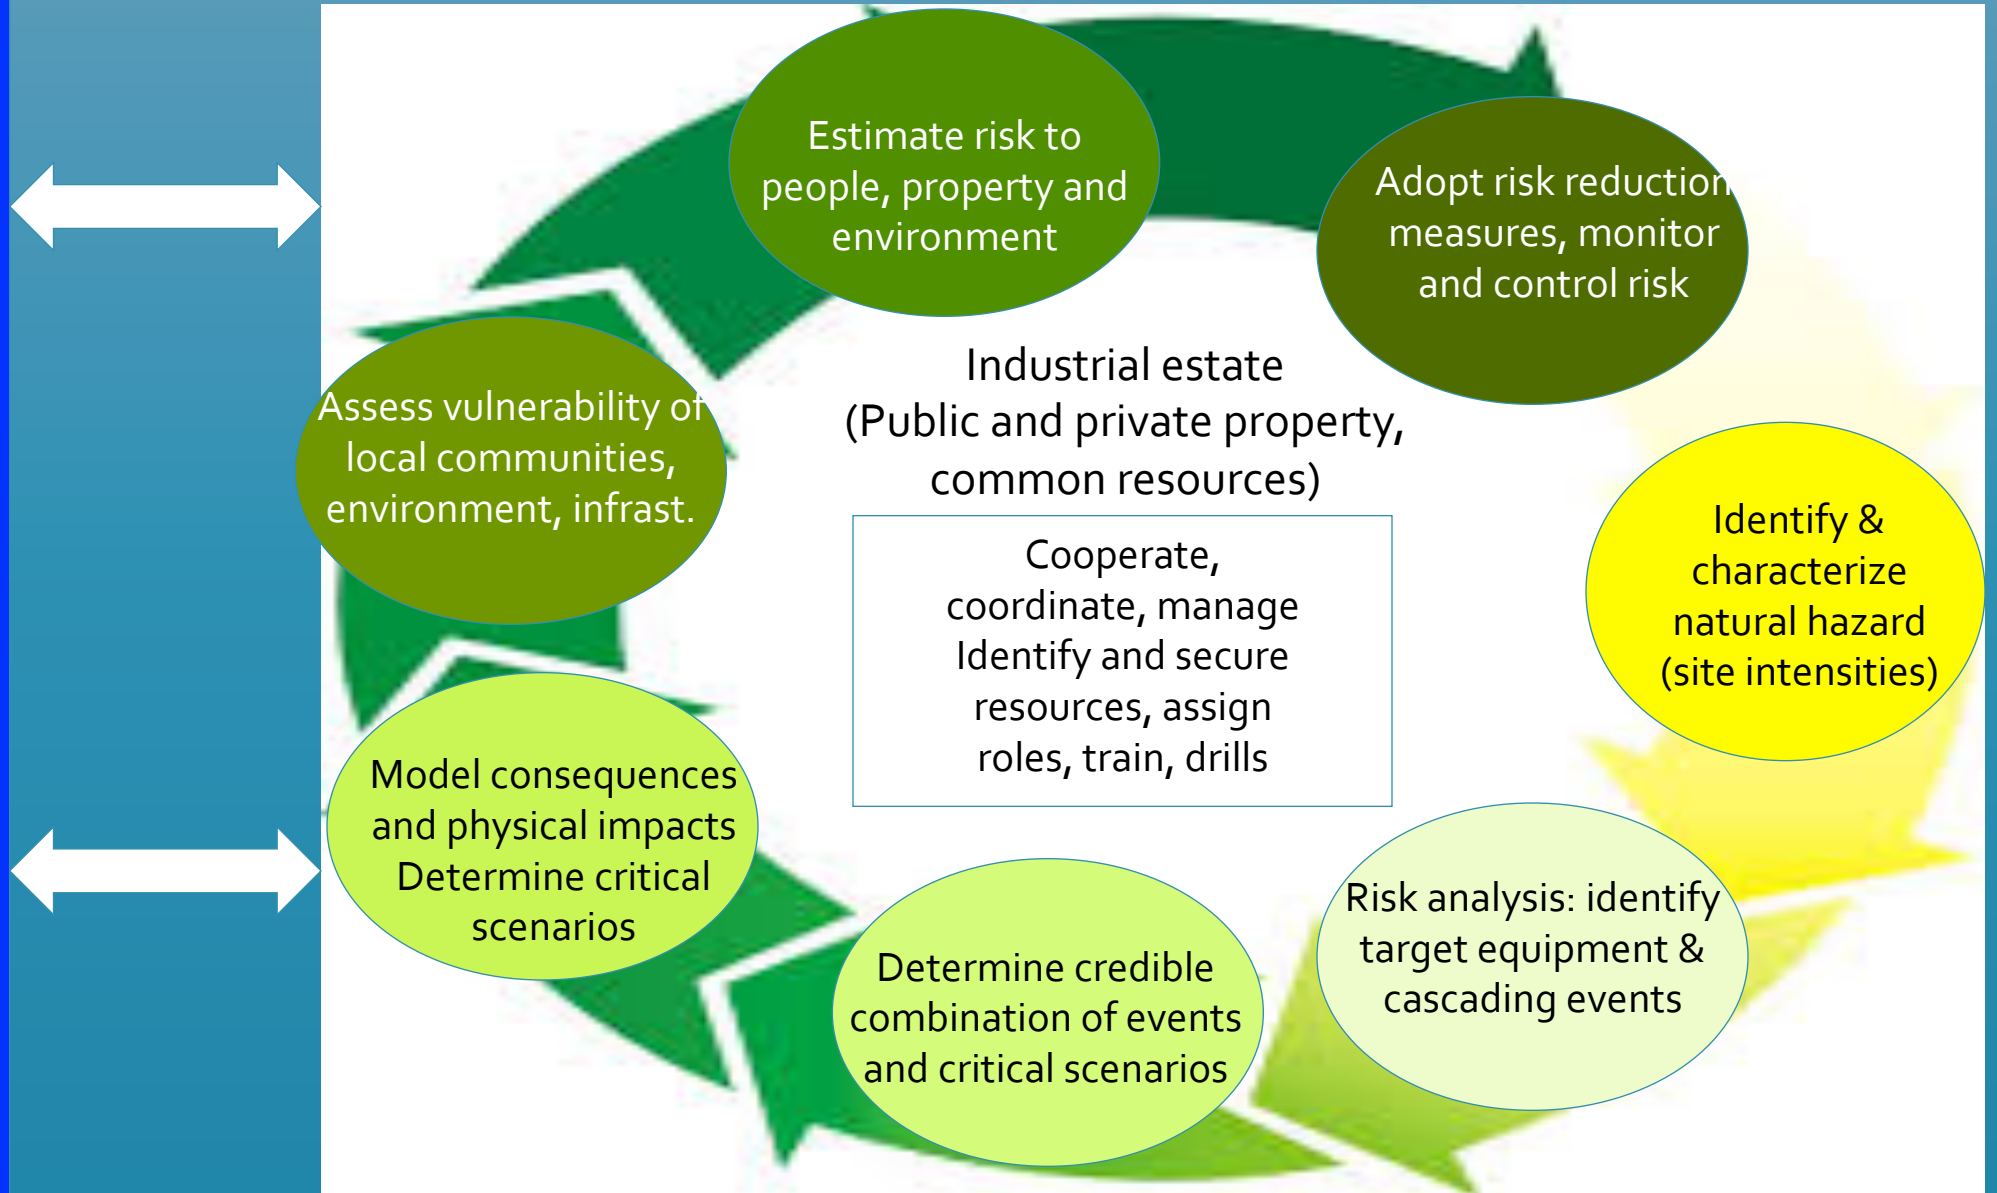 Estimate risk to
people, property and
environment
Adopt risk reduction
measures, monitor
and control risk
Industrial estate
(Public and private property,
common resources)
Assess vulnerability of
local communities,
environment, infrast.
Identify &
characterize
natural hazard
(site intensities)
Cooperate,
coordinate, manage
Identify and secure
resources, assign
roles, train, drills
Model consequences
and physical impacts
Determine critical
scenarios
Risk analysis: identify
target equipment &
cascading events
Determine credible
combination of events
and critical scenarios